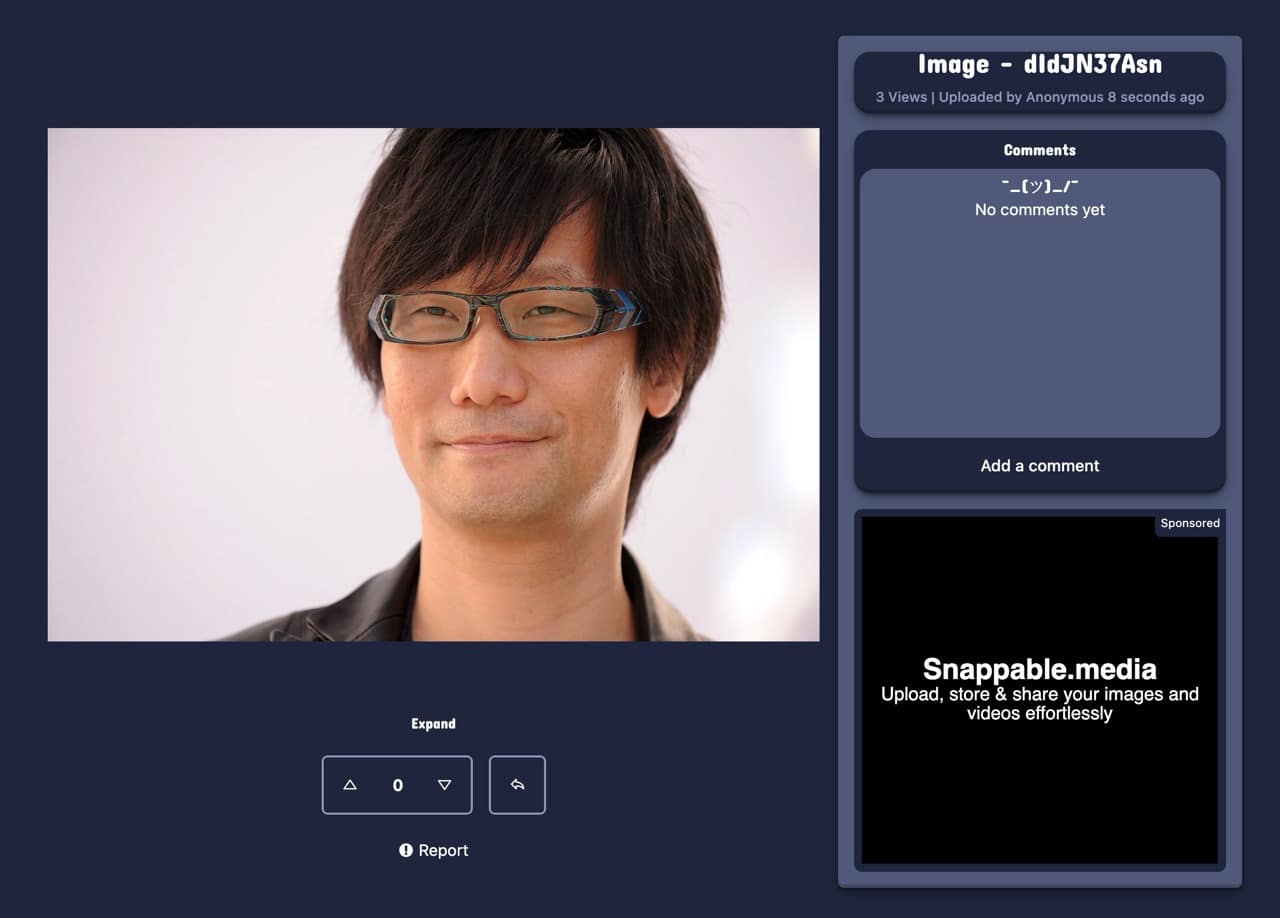 Image - dIdJN37Asn
3 Views | Uploaded by Anonymous 8 seconds ago
Comments
¯_(ツ)_/¯
No comments yet
Add a comment
Sponsored
Snappable.media
Upload, store & share your images and
videos effortlessly
Expand
0
Report